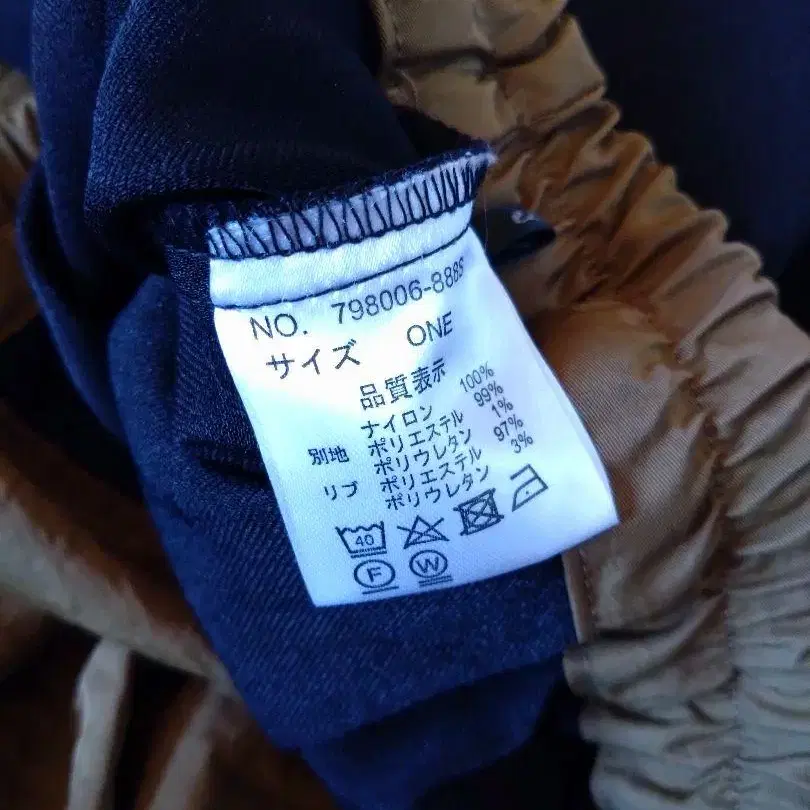 NO. 798006-888S
サイズ ONE
品質表示
ナイロン 100%
別地 ポリエステル 99%
ポリウレタン 1%
リブ ポリエステル 97%
ポリウレタン 3%
40
F W